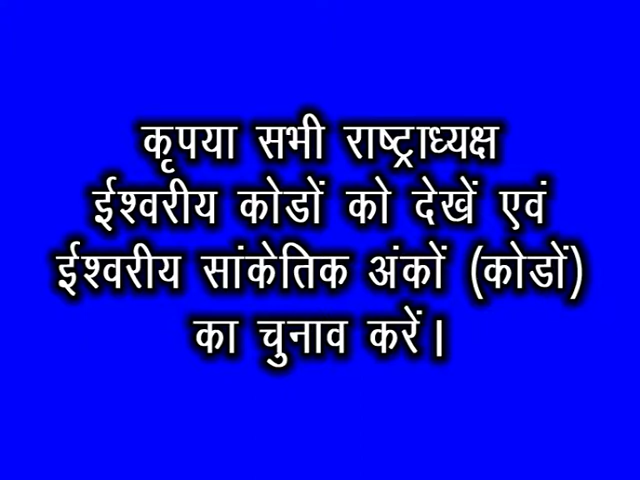 कृपया सभी राष्ट्राध्यक्ष
ईश्वरीय कोडों को देखें एवं
ईश्वरीय सांकेतिक अंकों (कोडों)
का चुनाव करें।